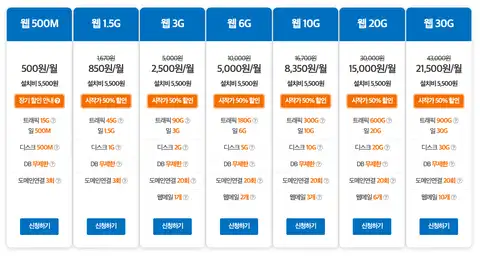 웹 500M
500원/월
설치비 5,500원
장기 할인 안내
트래픽 15G
일 500M
디스크 500M
DB 무제한
도메인연결 3회
신청하기
웹 1.5G
1,670원
850원/월
설치비 5,500원
시작가 50% 할인
트래픽 45G
일 1.5G
디스크 1G
DB 무제한
도메인연결 3회
신청하기
웹 3G
5,000원
2,500원/월
설치비 5,500원
시작가 50% 할인
트래픽 90G
일 3G
디스크 2G
DB 무제한
도메인연결 20회
웹메일 1개
신청하기
웹 6G
10,000원
5,000원/월
설치비 5,500원
시작가 50% 할인
트래픽 180G
일 6G
디스크 5G
DB 무제한
도메인연결 20회
웹메일 2개
신청하기
웹 10G
16,700원
8,350원/월
설치비 5,500원
시작가 50% 할인
트래픽 300G
일 10G
디스크 10G
DB 무제한
도메인연결 20회
웹메일 3개
신청하기
웹 20G
30,000원
15,000원/월
설치비 5,500원
시작가 50% 할인
트래픽 600G
일 20G
디스크 20G
DB 무제한
도메인연결 20회
웹메일 6개
신청하기
웹 30G
43,000원
21,500원/월
설치비 5,500원
시작가 50% 할인
트래픽 900G
일 30G
디스크 30G
DB 무제한
도메인연결 20회
웹메일 10개
신청하기